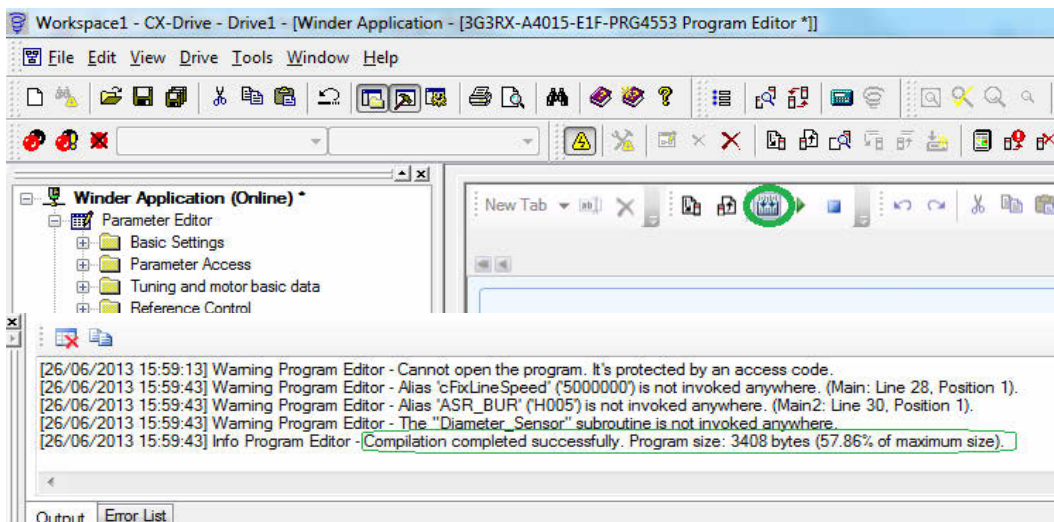 Workspace1 - CX-Drive - Drive1 - [Winder Application - [3G3RX-A4015-E1F-PRG4553 Program Editor *]]
File Edit View Drive Tools Window Help
Winder Application (Online) *
Parameter Editor
Basic Settings
Parameter Access
Tuning and motor basic data
Reference Control
New Tab
[26/06/2013 15:59:13] Warning Program Editor - Cannot open the program. It's protected by an access code.
[26/06/2013 15:59:43] Warning Program Editor - Alias 'cFixLineSpeed' ('5000000') is not invoked anywhere. (Main: Line 28, Position 1).
[26/06/2013 15:59:43] Warning Program Editor - Alias 'ASR_BUR' ('H005') is not invoked anywhere. (Main2: Line 30, Position 1).
[26/06/2013 15:59:43] Warning Program Editor - The "Diameter_Sensor" subroutine is not invoked anywhere.
[26/06/2013 15:59:43] Info Program Editor - Compilation completed successfully. Program size: 3408 bytes (57.86% of maximum size).
Output Error List